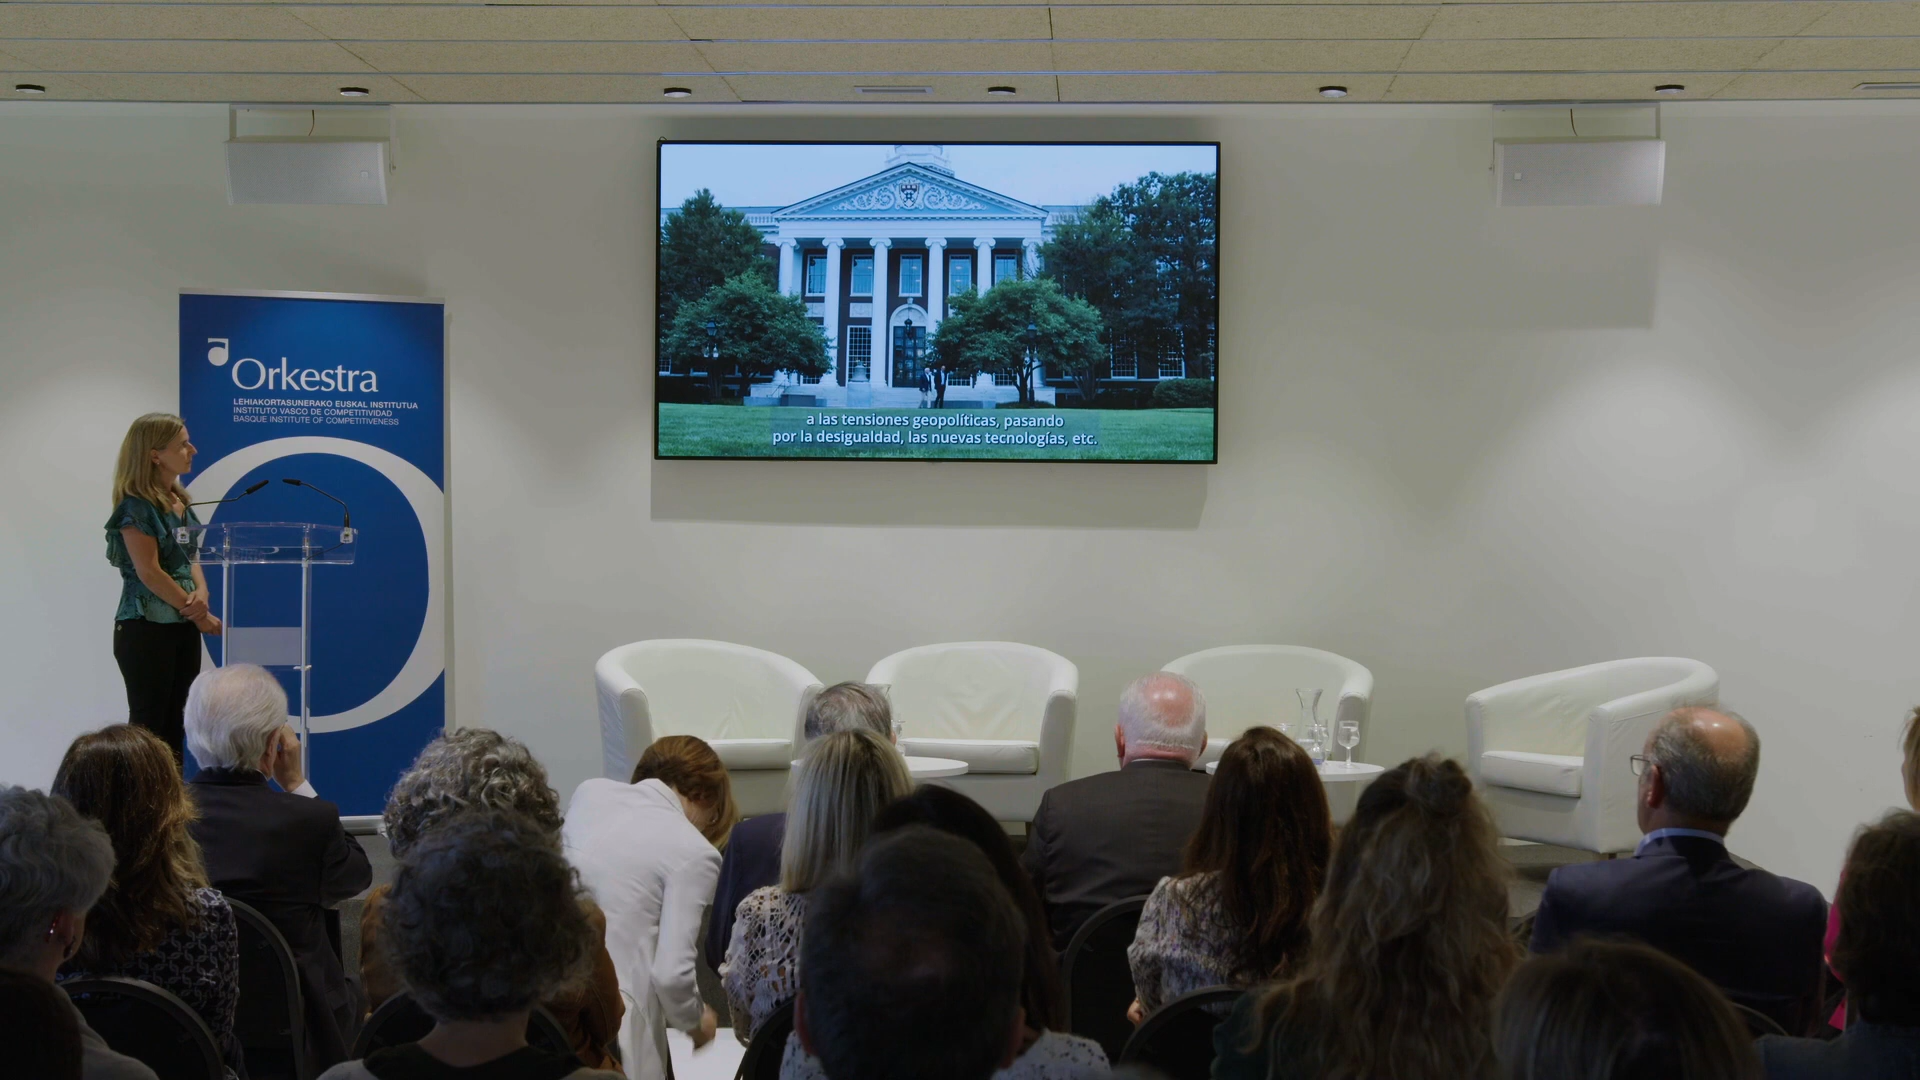 Orkestra
LEHIAKORTASUNERAKO EUSKAL INSTITUTUA
INSTITUTO VASCO DE COMPETITIVIDAD
BASQUE INSTITUTE OF COMPETITIVENESS
a las tensiones geopolíticas, pasando
por la desigualdad, las nuevas tecnologías, etc.